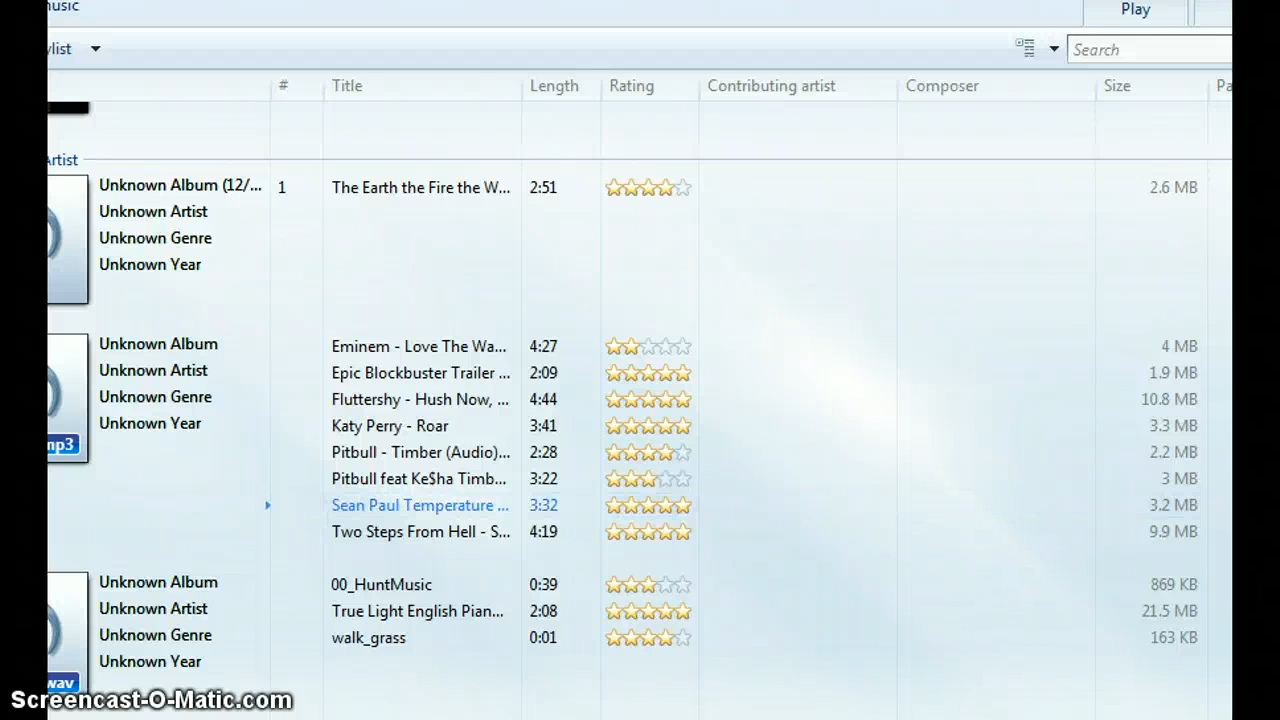 music
Play
ylist
Search
# Title Length Rating Contributing artist Composer Size Pa
Artist
Unknown Album (12/... 1 The Earth the Fire the W... 2:51 2.6 MB
Unknown Artist
Unknown Genre
Unknown Year
Unknown Album Eminem - Love The Wa... 4:27 4 MB
Unknown Artist Epic Blockbuster Trailer ... 2:09 1.9 MB
Unknown Genre Fluttershy - Hush Now, ... 4:44 10.8 MB
Unknown Year Katy Perry - Roar 3:41 3.3 MB
mp3 Pitbull - Timber (Audio)... 2:28 2.2 MB
Pitbull feat Ke$ha Timb... 3:22 3 MB
Sean Paul Temperature ... 3:32 3.2 MB
Two Steps From Hell - S... 4:19 9.9 MB
Unknown Album 00_HuntMusic 0:39 869 KB
Unknown Artist True Light English Pian... 2:08 21.5 MB
Unknown Genre walk_grass 0:01 163 KB
Unknown Year
wav
Screencast-O-Matic.com